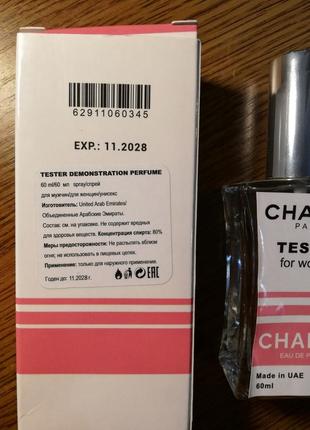 62911060345
EXP.: 11.2028
TESTER DEMONSTRATION PERFUME
60 ml/60 мл spray/спрей
для мужчин/для женщин/унисекс
Изготовитель: United Arab Emirates/
Объединенные Арабские Эмираты.
Состав: см. на упаковке. Не содержит вредных
для здоровья веществ. Концентрация спирта: 80%
Меры предосторожности: Не распылять вблизи
огня; не использовать в пищевых целях.
Применение: только для наружного применения.
Годен до: 11.2028 г.
EAC
CHA
PA
TES
for wo
CHA
EAU DE P
Made in UAE
60ml